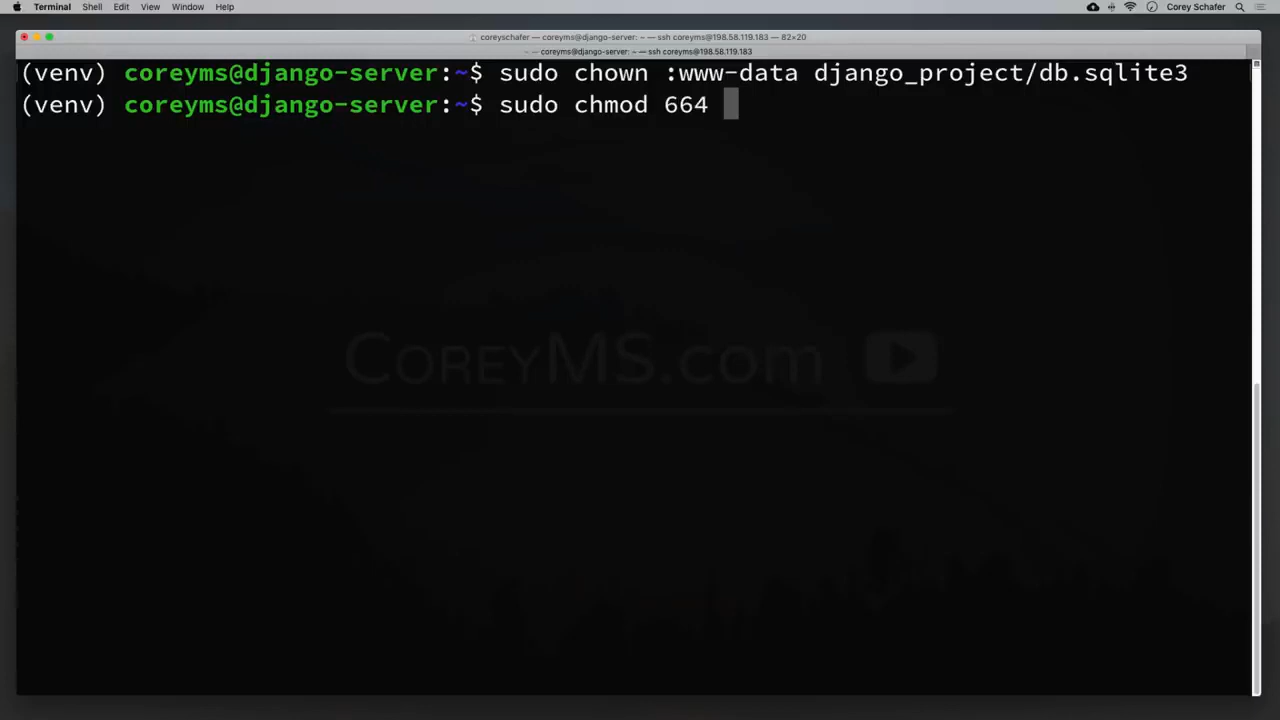 Terminal Shell Edit View Window Help Corey Schafer
coreyschafer — coreyms@django-server: ~ — ssh coreyms@198.58.119.183 — 82×20
~ — coreyms@django-server: ~ — ssh coreyms@198.58.119.183
(venv) coreyms@django-server:~$ sudo chown :www-data django_project/db.sqlite3
(venv) coreyms@django-server:~$ sudo chmod 664
CoreyMS.com